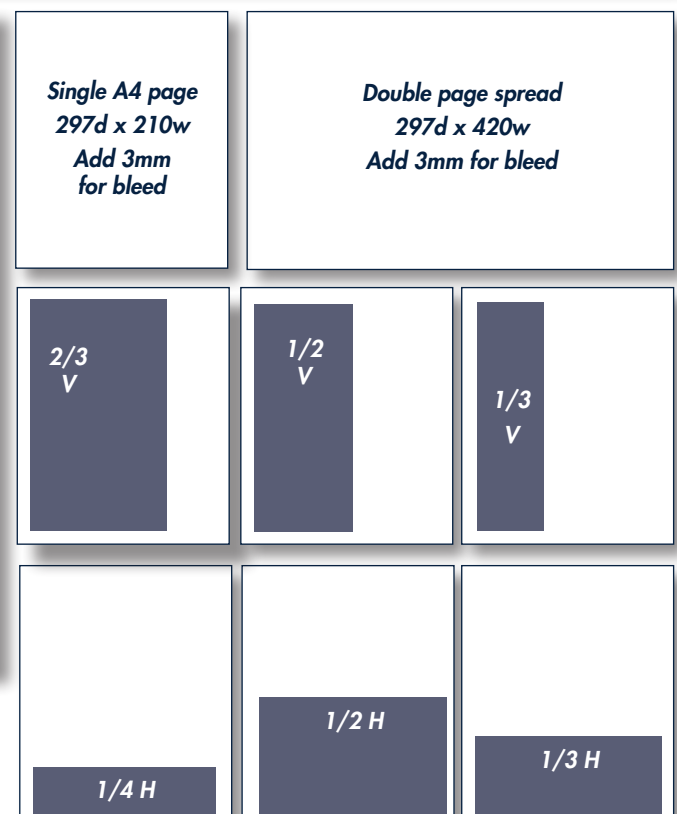 Single A4 page
297d x 210w
Add 3mm
for bleed
Double page spread
297d x 420w
Add 3mm for bleed
2/3
V
1/2
V
1/3
V
1/4 H
1/2 H
1/3 H